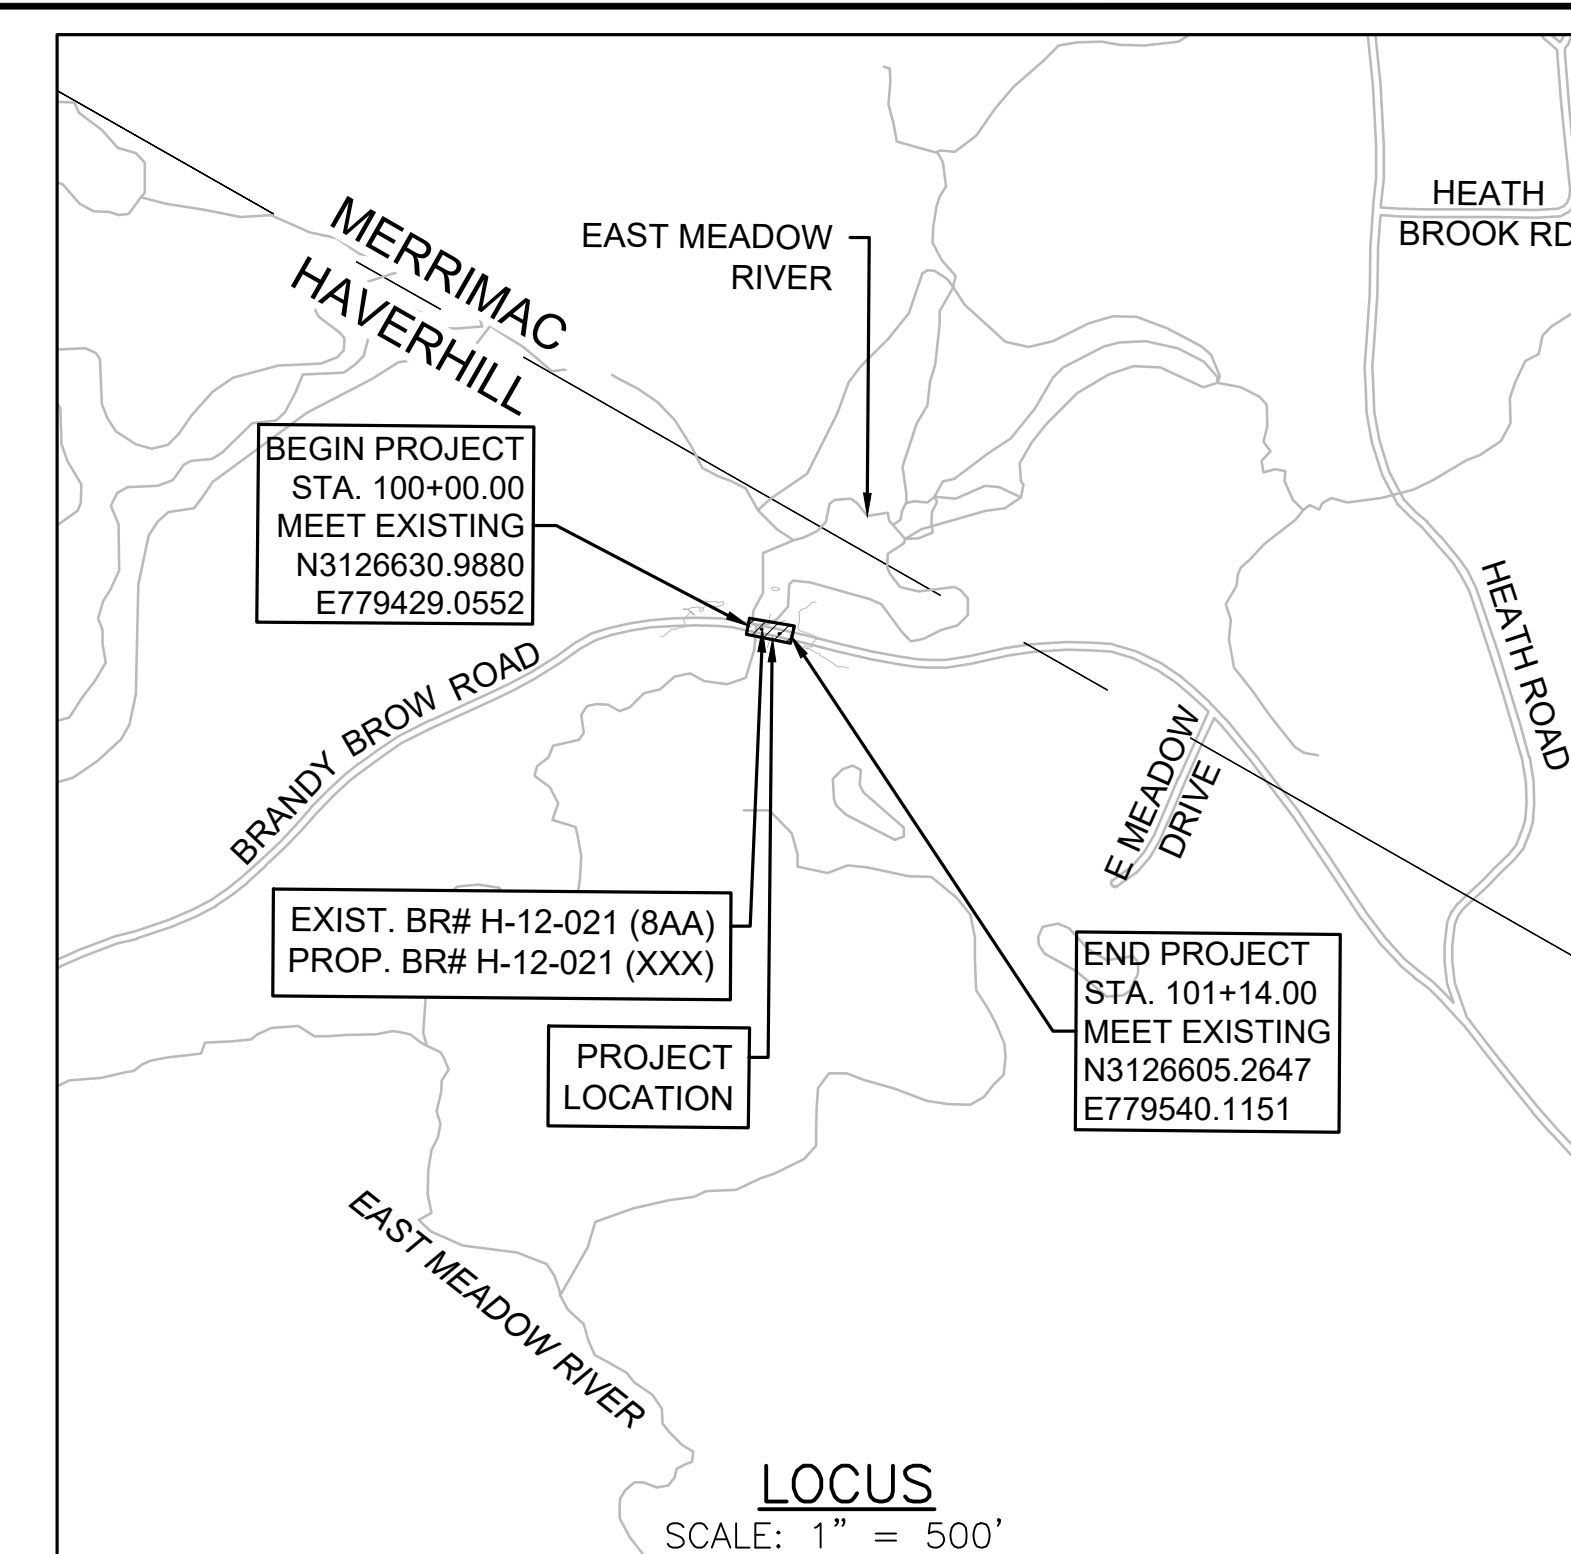 MERRIMAC
HAVERHILL
EAST MEADOW
RIVER
HEATH
BROOK RD
BEGIN PROJECT
STA. 100+00.00
MEET EXISTING
N3126630.9880
E779429.0552
BRANDY BROW ROAD
HEATH ROAD
E MEADOW
DRIVE
EXIST. BR# H-12-021 (8AA)
PROP. BR# H-12-021 (XXX)
PROJECT
LOCATION
END PROJECT
STA. 101+14.00
MEET EXISTING
N3126605.2647
E779540.1151
EAST MEADOW RIVER
LOCUS
SCALE: 1" = 500'